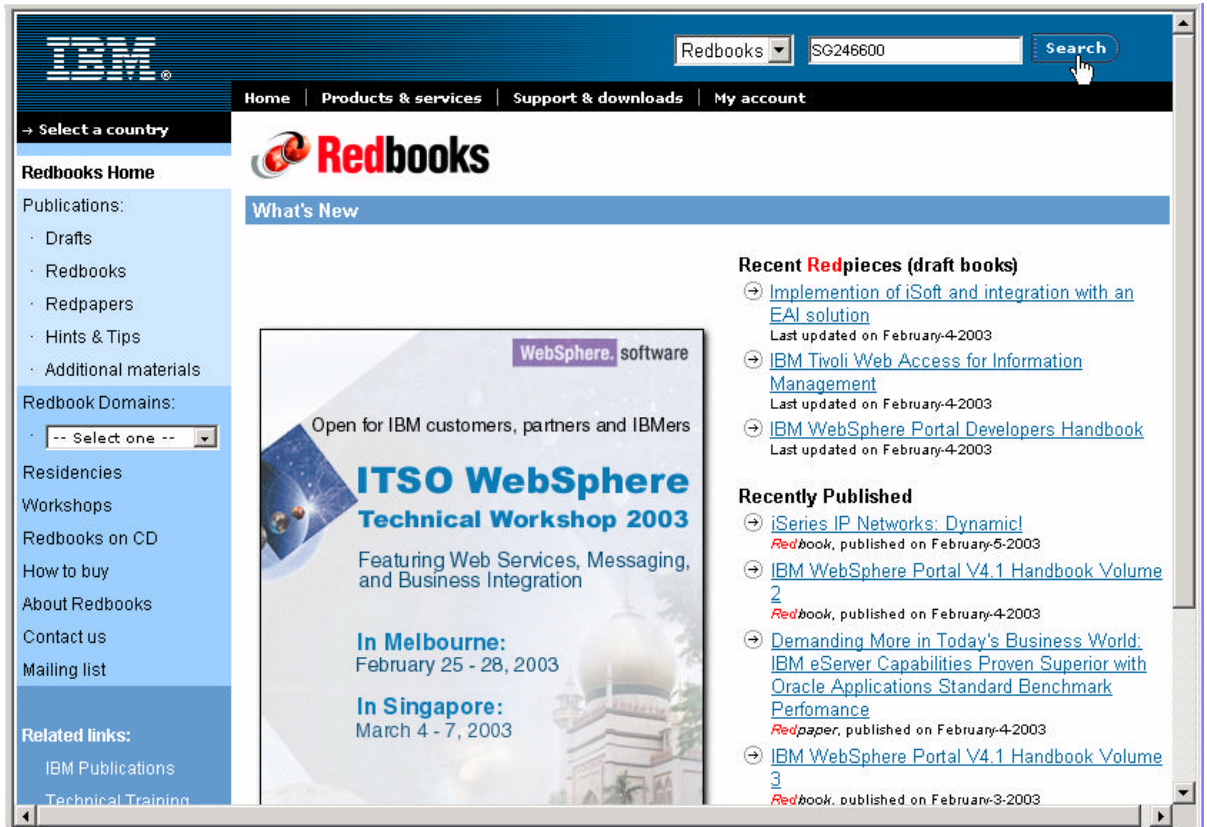 IBM®
Redbooks
SG246600
Search
Home | Products & services | Support & downloads | My account
→ Select a country
Redbooks Home
Publications:
· Drafts
· Redbooks
· Redpapers
· Hints & Tips
· Additional materials
Redbook Domains:
· -- Select one --
Residencies
Workshops
Redbooks on CD
How to buy
About Redbooks
Contact us
Mailing list
Related links:
IBM Publications
Technical Training
Redbooks
What's New
WebSphere. software
Open for IBM customers, partners and IBMers
ITSO WebSphere
Technical Workshop 2003
Featuring Web Services, Messaging,
and Business Integration
In Melbourne:
February 25 - 28, 2003
In Singapore:
March 4 - 7, 2003
Recent Redpieces (draft books)
Implemention of iSoft and integration with an
EAI solution
Last updated on February-4-2003
IBM Tivoli Web Access for Information
Management
Last updated on February-4-2003
IBM WebSphere Portal Developers Handbook
Last updated on February-4-2003
Recently Published
iSeries IP Networks: Dynamic!
Redbook, published on February-5-2003
IBM WebSphere Portal V4.1 Handbook Volume
2
Redbook, published on February-4-2003
Demanding More in Today's Business World:
IBM eServer Capabilities Proven Superior with
Oracle Applications Standard Benchmark
Perfomance
Redpaper, published on February-4-2003
IBM WebSphere Portal V4.1 Handbook Volume
3
Redbook, published on February-3-2003